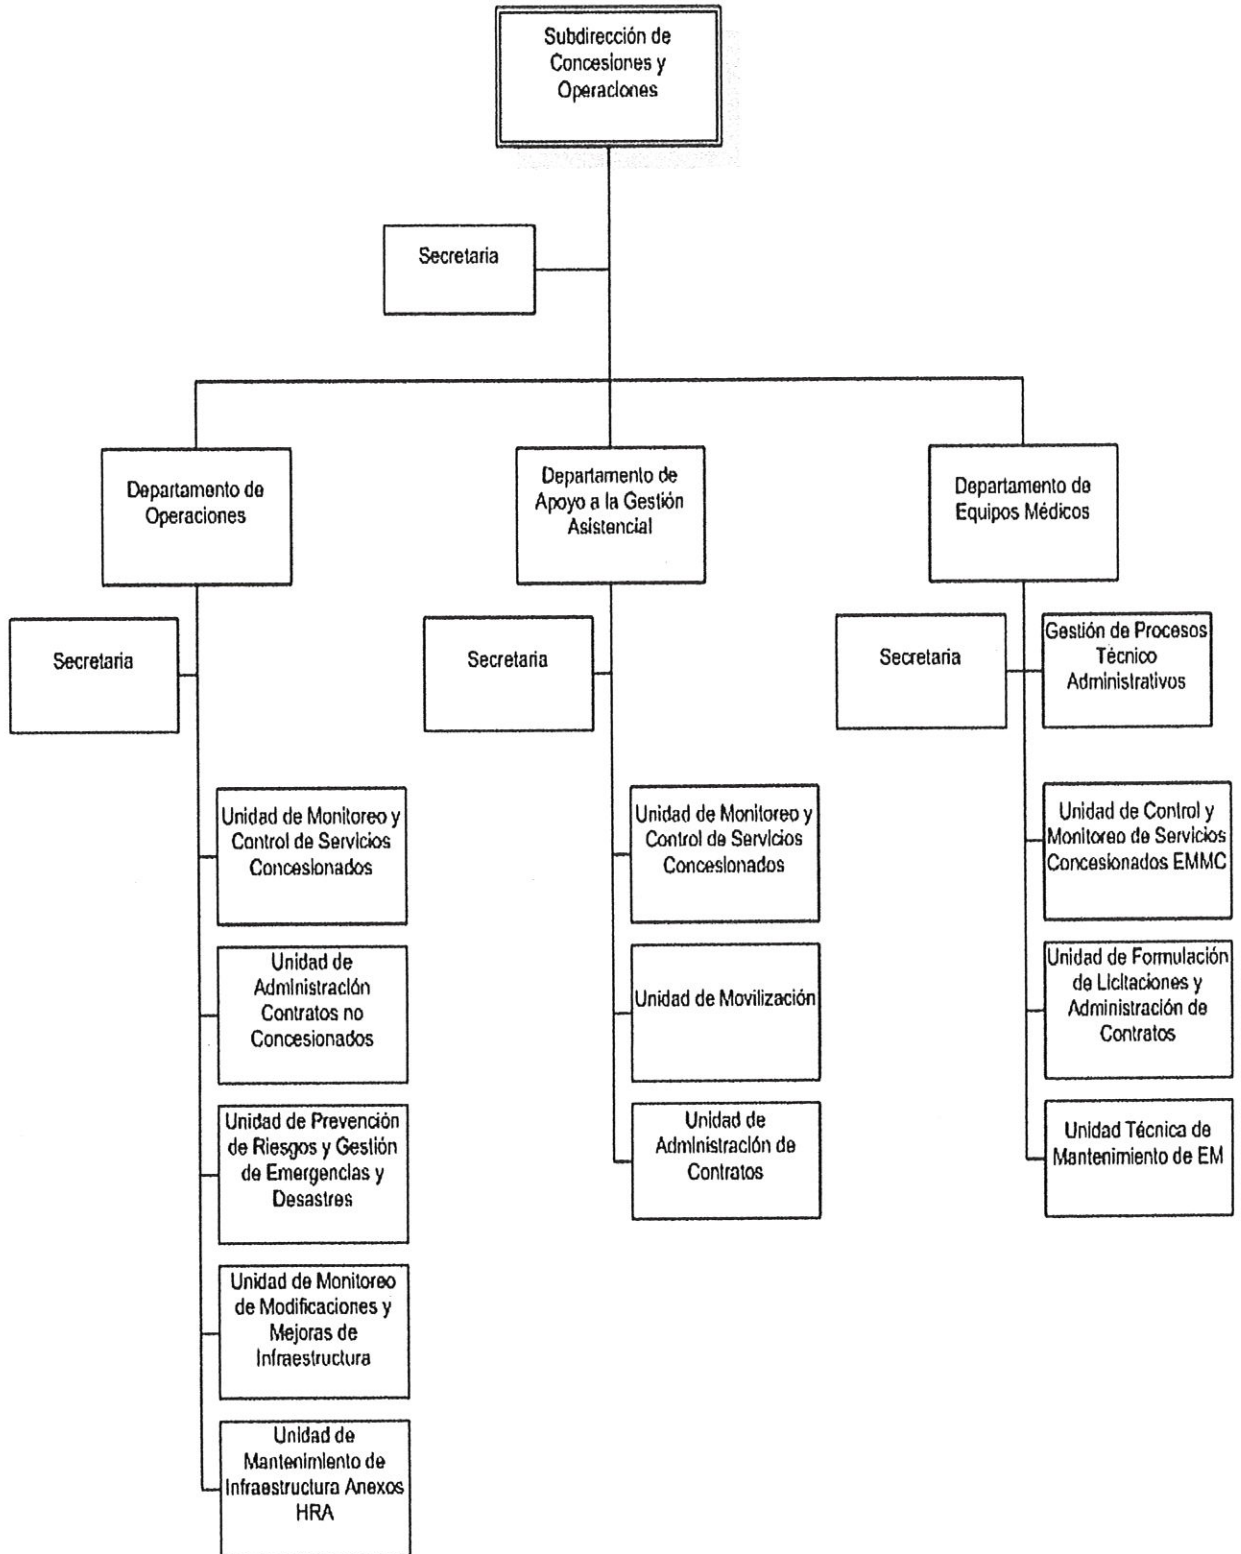 Subdirección de
Concesiones y
Operaciones
Secretaria
Departamento de
Operaciones
Departamento de
Apoyo a la Gestión
Asistencial
Departamento de
Equipos Médicos
Secretaria
Secretaria
Secretaria
Gestión de Procesos
Técnico
Administrativos
Unidad de Monitoreo y
Control de Servicios
Concesionados
Unidad de
Administración
Contratos no
Concesionados
Unidad de Prevención
de Riesgos y Gestión
de Emergencias y
Desastres
Unidad de Monitoreo
de Modificaciones y
Mejoras de
Infraestructura
Unidad de
Mantenimiento de
Infraestructura Anexos
HRA
Unidad de Monitoreo y
Control de Servicios
Concesionados
Unidad de Movilización
Unidad de
Administración de
Contratos
Unidad de Control y
Monitoreo de Servicios
Concesionados EMMC
Unidad de Formulación
de Licitaciones y
Administración de
Contratos
Unidad Técnica de
Mantenimiento de EM